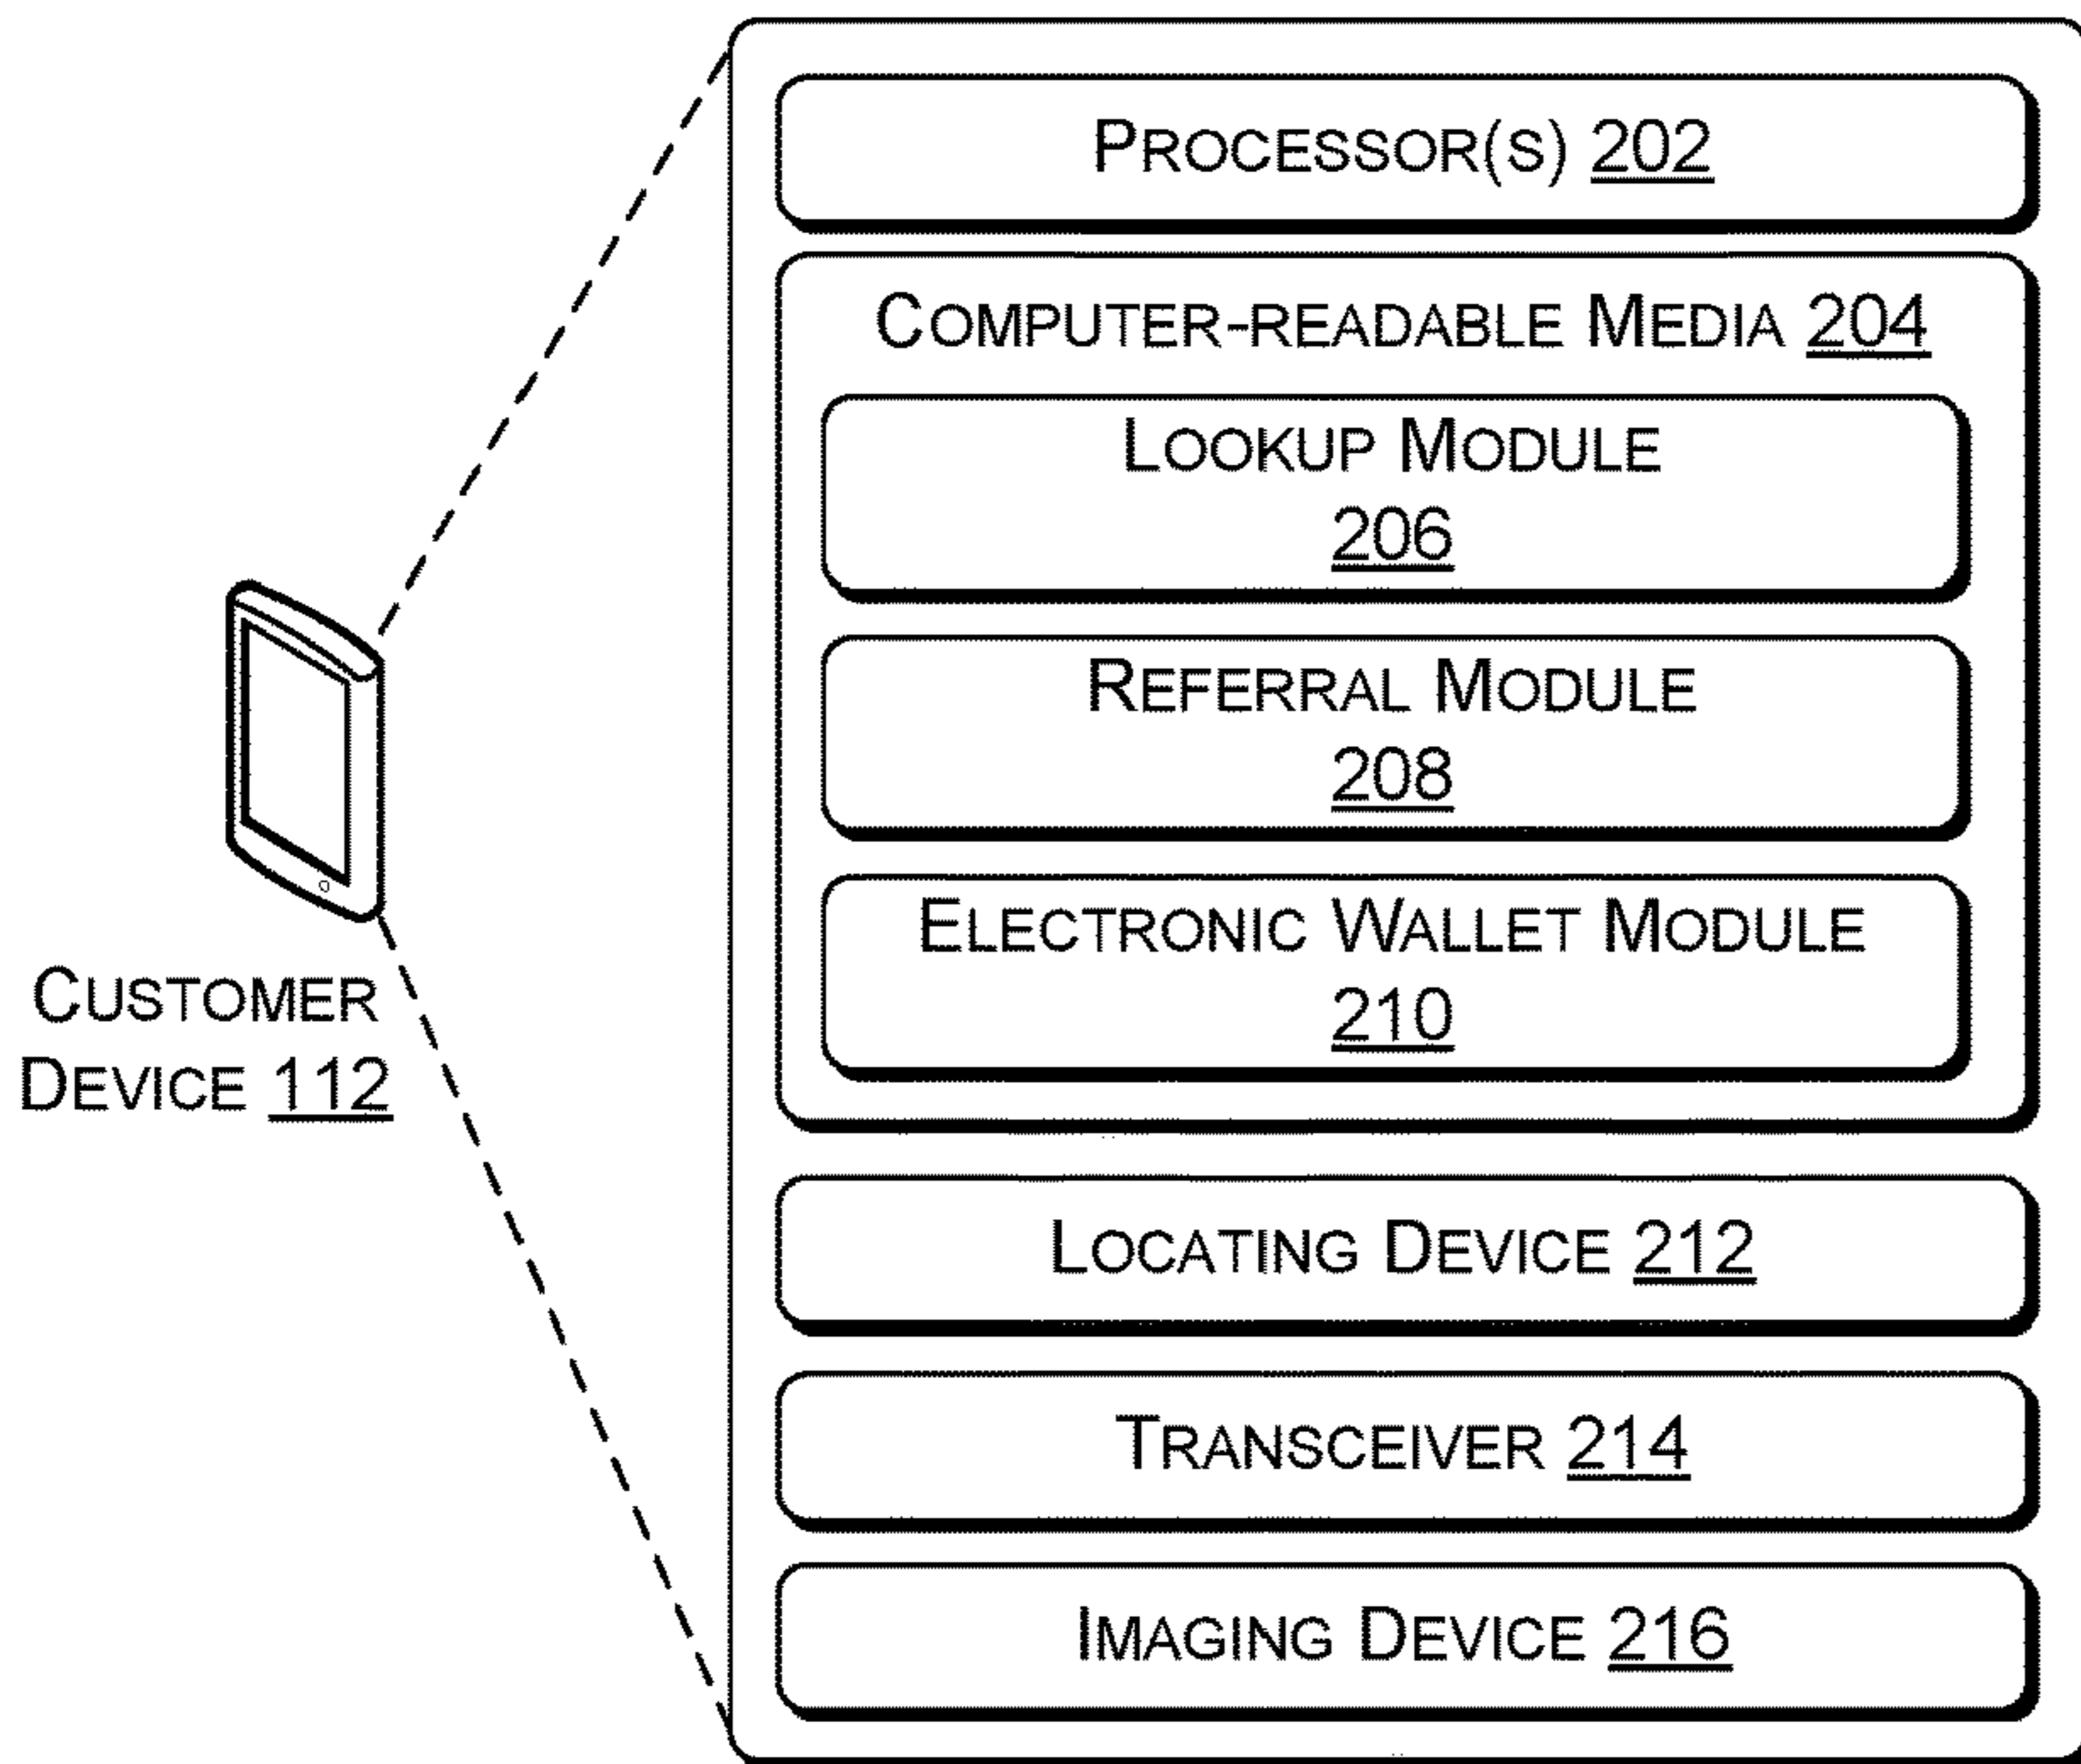 PROCESSOR(S) 202
COMPUTER-READABLE MEDIA 204
LOOKUP MODULE
206
REFERRAL MODULE
208
ELECTRONIC WALLET MODULE
210
CUSTOMER
DEVICE 112
LOCATING DEVICE 212
TRANSCEIVER 214
IMAGING DEVICE 216